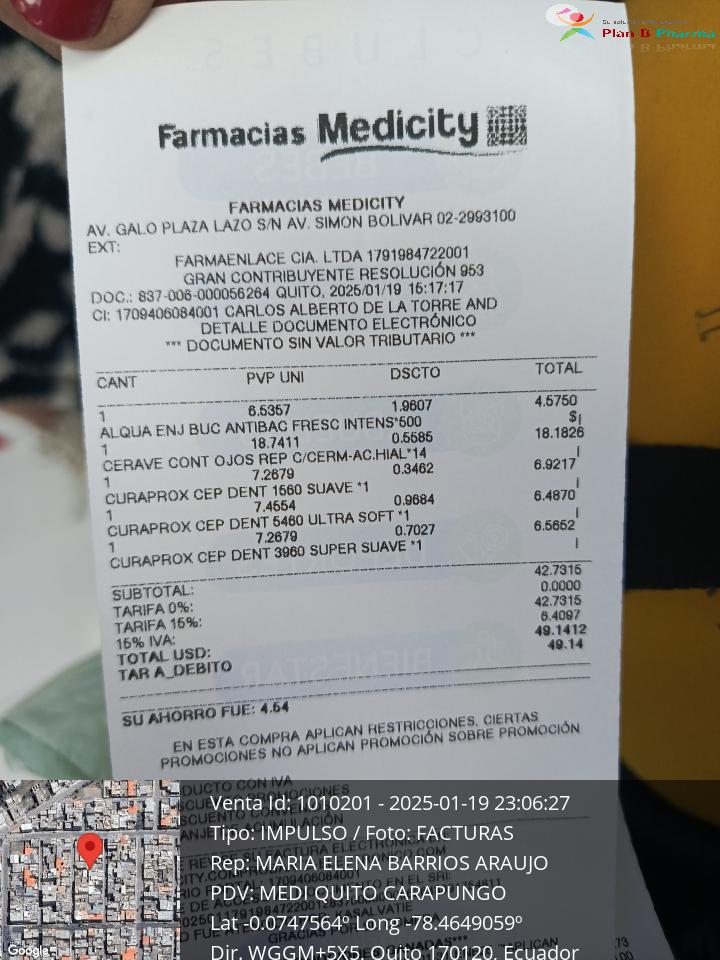 Plan B Pharma
Farmacias Medicity
FARMACIAS MEDICITY
AV. GALO PLAZA LAZO S/N AV. SIMON BOLIVAR 02-2993100
EXT:
FARMAENLACE CIA. LTDA 1791984722001
GRAN CONTRIBUYENTE RESOLUCIÓN 953
DOC.: 837-006-000056264 QUITO, 2025/01/19 15:17:17
CI: 1709406084001 CARLOS ALBERTO DE LA TORRE AND
DETALLE DOCUMENTO ELECTRÓNICO
*** DOCUMENTO SIN VALOR TRIBUTARIO ***
CANT PVP UNI DSCTO TOTAL
1 6.5357 1.9607 4.5750
ALQUA ENJ BUC ANTIBAC FRESC INTENS*500 $|
1 18.7411 0.5585 18.1826
CERAVE CONT OJOS REP C/CERM-AC.HIAL*14 |
1 7.2679 0.3462 6.9217
CURAPROX CEP DENT 1560 SUAVE *1 |
1 7.4554 0.9684 6.4870
CURAPROX CEP DENT 5460 ULTRA SOFT *1 |
1 7.2679 0.7027 6.5652
CURAPROX CEP DENT 3960 SUPER SUAVE *1 |
SUBTOTAL: 42.7315
TARIFA 0%: 0.0000
TARIFA 15%: 42.7315
15% IVA: 6.4097
TOTAL USD: 49.1412
TAR A_DEBITO 49.14
SU AHORRO FUE: 4.54
EN ESTA COMPRA APLICAN RESTRICCIONES, CIERTAS
PROMOCIONES NO APLICAN PROMOCIÓN SOBRE PROMOCIÓN
Venta Id: 1010201 - 2025-01-19 23:06:27
Tipo: IMPULSO / Foto: FACTURAS
Rep: MARIA ELENA BARRIOS ARAUJO
PDV: MEDI QUITO CARAPUNGO
Lat -0.0747564º Long -78.4649059º
Dir. WGGM+5X5, Quito 170120, Ecuador
Google